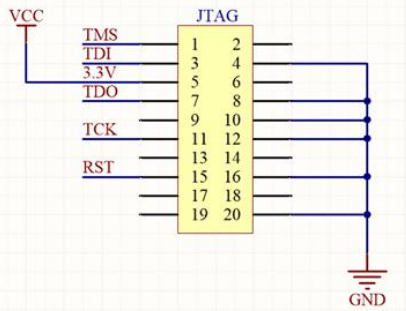 VCC
JTAG
TMS
1 2
TDI
3 4
3.3V
5 6
TDO
7 8
9 10
TCK
11 12
13 14
RST
15 16
17 18
19 20
GND